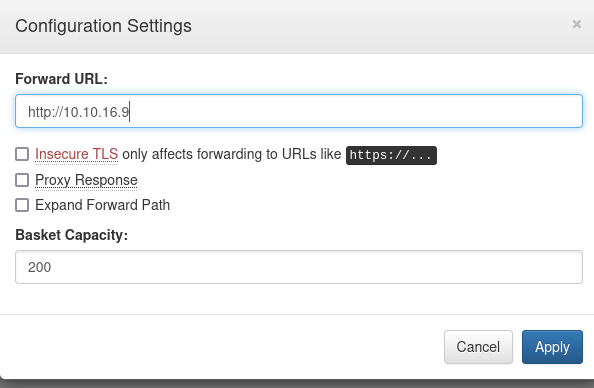 Configuration Settings ×
Forward URL:
http://10.10.16.9
Insecure TLS only affects forwarding to URLs like https://...
Proxy Response
Expand Forward Path
Basket Capacity:
200
Cancel Apply